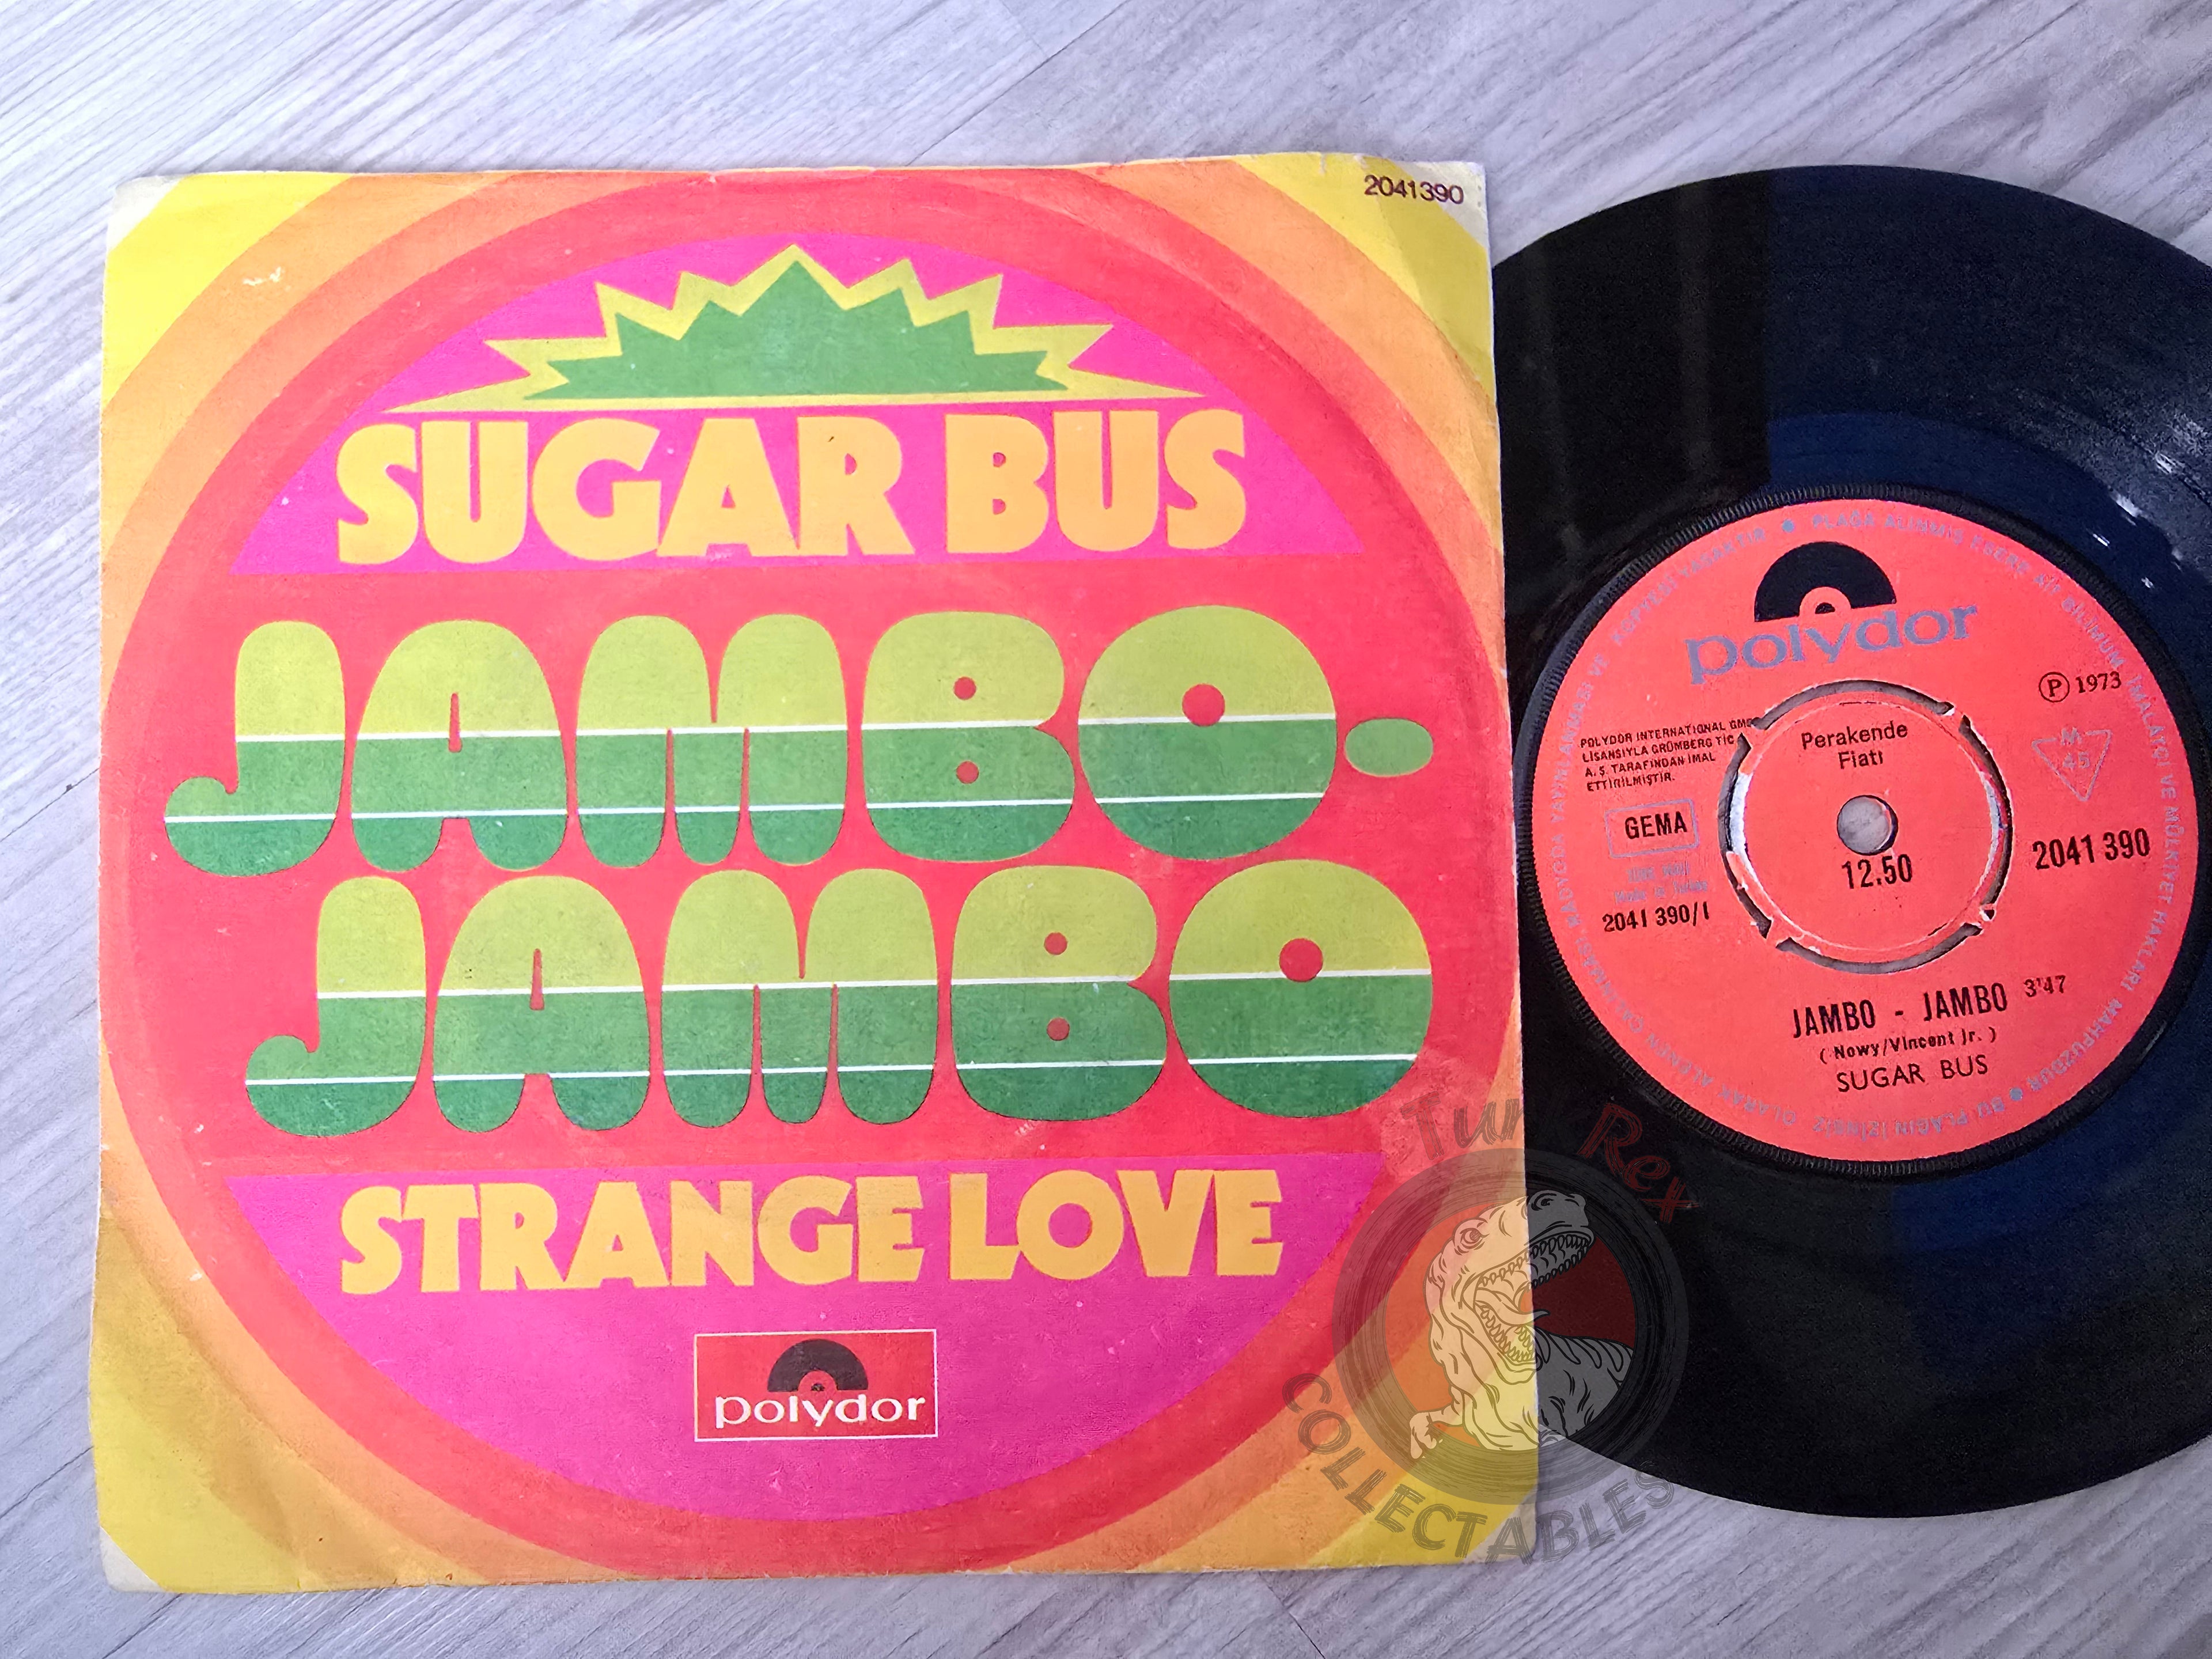 2041390
SUGAR BUS
JAMBO-
JAMBO
STRANGE LOVE
polydor
polydor
℗ 1973
POLYDOR INTERNATIONAL GMB
LİSANSIYLA GRÜMBERG TİC
A. Ş. TARAFINDAN İMAL
ETTİRİLMİŞTİR.
Perakende
Fiatı
12.50
M
45
GEMA
2041 390
2041 390/1
JAMBO - JAMBO 3'47
(Nowy/Vincent Jr.)
SUGAR BUS
Rex
COLLECTABLES